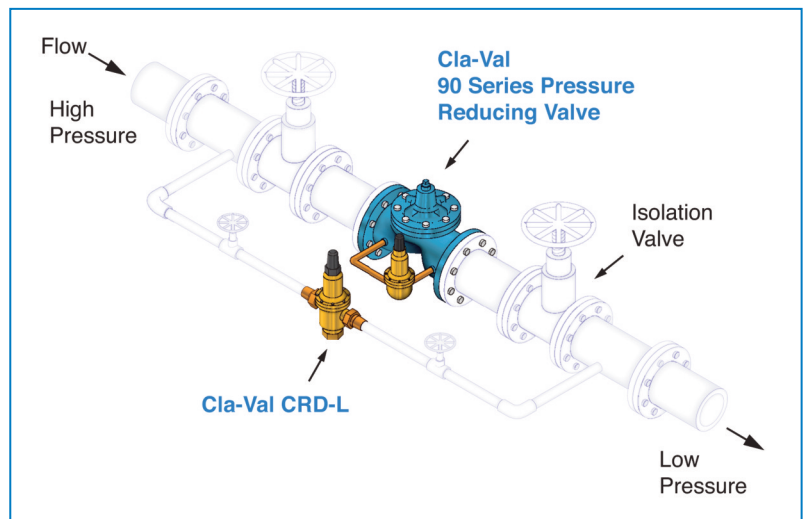 Flow
High
Pressure
Cla-Val
90 Series Pressure
Reducing Valve
Isolation
Valve
Cla-Val CRD-L
Low
Pressure